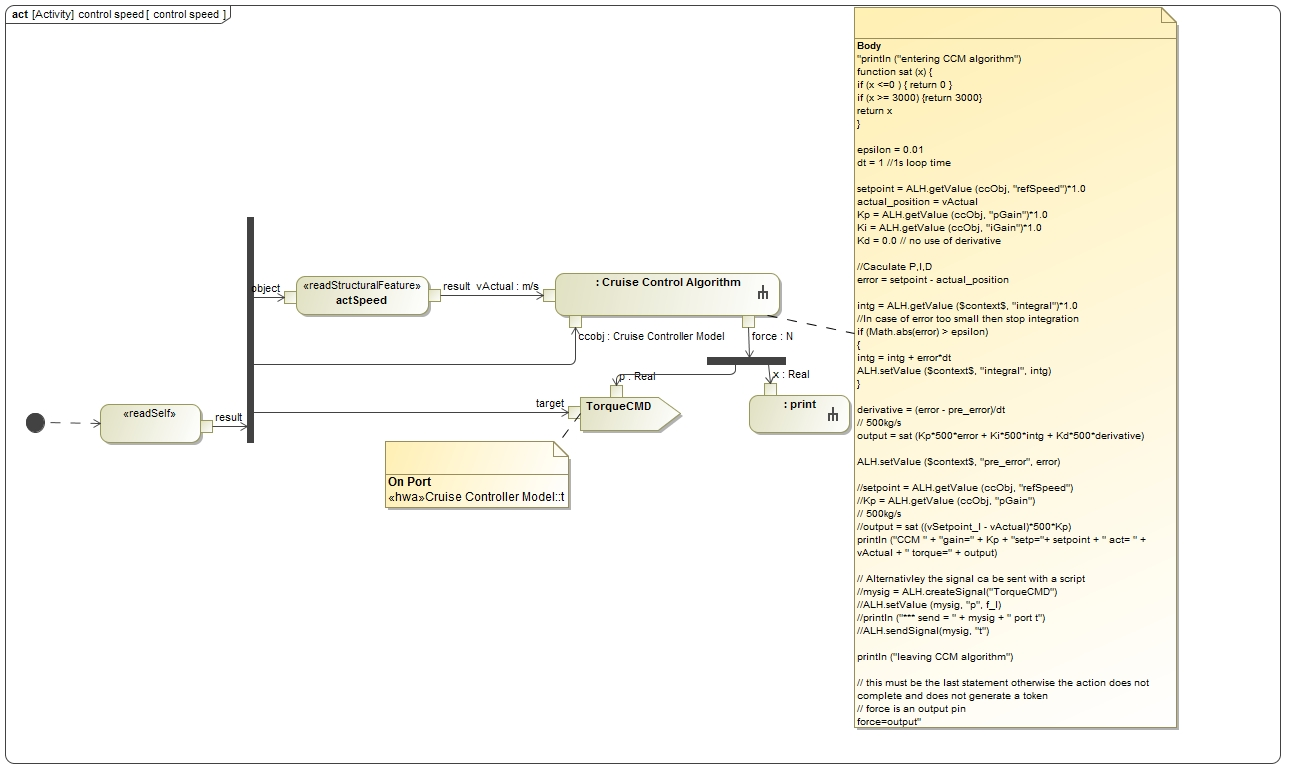 act [Activity] control speed [ control speed ]
object
«readStructuralFeature»
actSpeed
result
vActual : m/s
: Cruise Control Algorithm
ccobj : Cruise Controller Model
force : N
p : Real
x : Real
target
TorqueCMD
: print
«readSelf»
result
On Port
«hwa»Cruise Controller Model::t
Body
"println ("entering CCM algorithm")
function sat (x) {
if (x <=0 ) { return 0 }
if (x >= 3000) {return 3000}
return x
}
epsilon = 0.01
dt = 1 //1s loop time
setpoint = ALH.getValue (ccObj, "refSpeed")*1.0
actual_position = vActual
Kp = ALH.getValue (ccObj, "pGain")*1.0
Ki = ALH.getValue (ccObj, "iGain")*1.0
Kd = 0.0 // no use of derivative
//Caculate P,I,D
error = setpoint - actual_position
intg = ALH.getValue ($context$, "integral")*1.0
//In case of error too small then stop integration
if (Math.abs(error) > epsilon)
{
intg = intg + error*dt
ALH.setValue ($context$, "integral", intg)
}
derivative = (error - pre_error)/dt
// 500kg/s
output = sat (Kp*500*error + Ki*500*intg + Kd*500*derivative)
ALH.setValue ($context$, "pre_error", error)
//setpoint = ALH.getValue (ccObj, "refSpeed")
//Kp = ALH.getValue (ccObj, "pGain")
// 500kg/s
//output = sat ((vSetpoint_I - vActual)*500*Kp)
println ("CCM " + "gain=" + Kp + "setp="+ setpoint + " act= " +
vActual + " torque=" + output)
// Alternativley the signal ca be sent with a script
//mysig = ALH.createSignal("TorqueCMD")
//ALH.setValue (mysig, "p", f_I)
//println ("*** send = " + mysig + " port t")
//ALH.sendSignal(mysig, "t")
println ("leaving CCM algorithm")
// this must be the last statement otherwise the action does not
complete and does not generate a token
// force is an output pin
force=output"